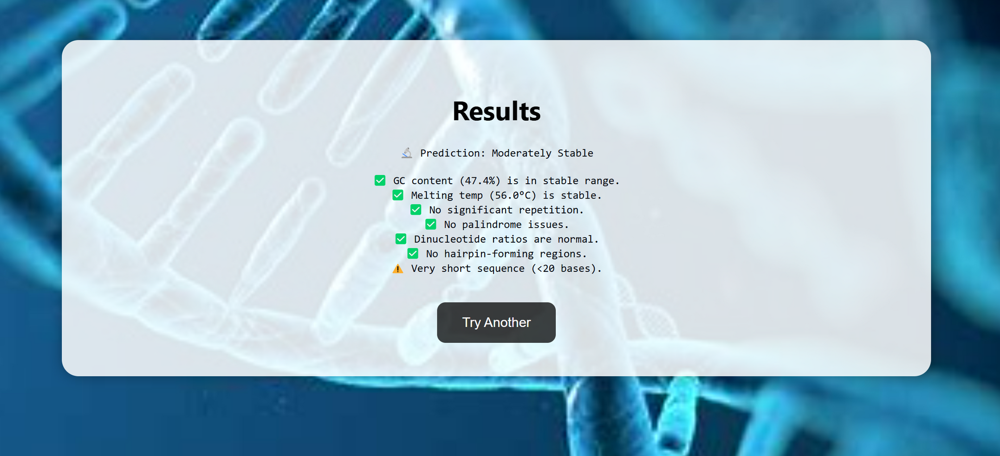 Results
🔬 Prediction: Moderately Stable
✅ GC content (47.4%) is in stable range.
✅ Melting temp (56.0°C) is stable.
✅ No significant repetition.
✅ No palindrome issues.
✅ Dinucleotide ratios are normal.
✅ No hairpin-forming regions.
⚠️ Very short sequence (<20 bases).
Try Another